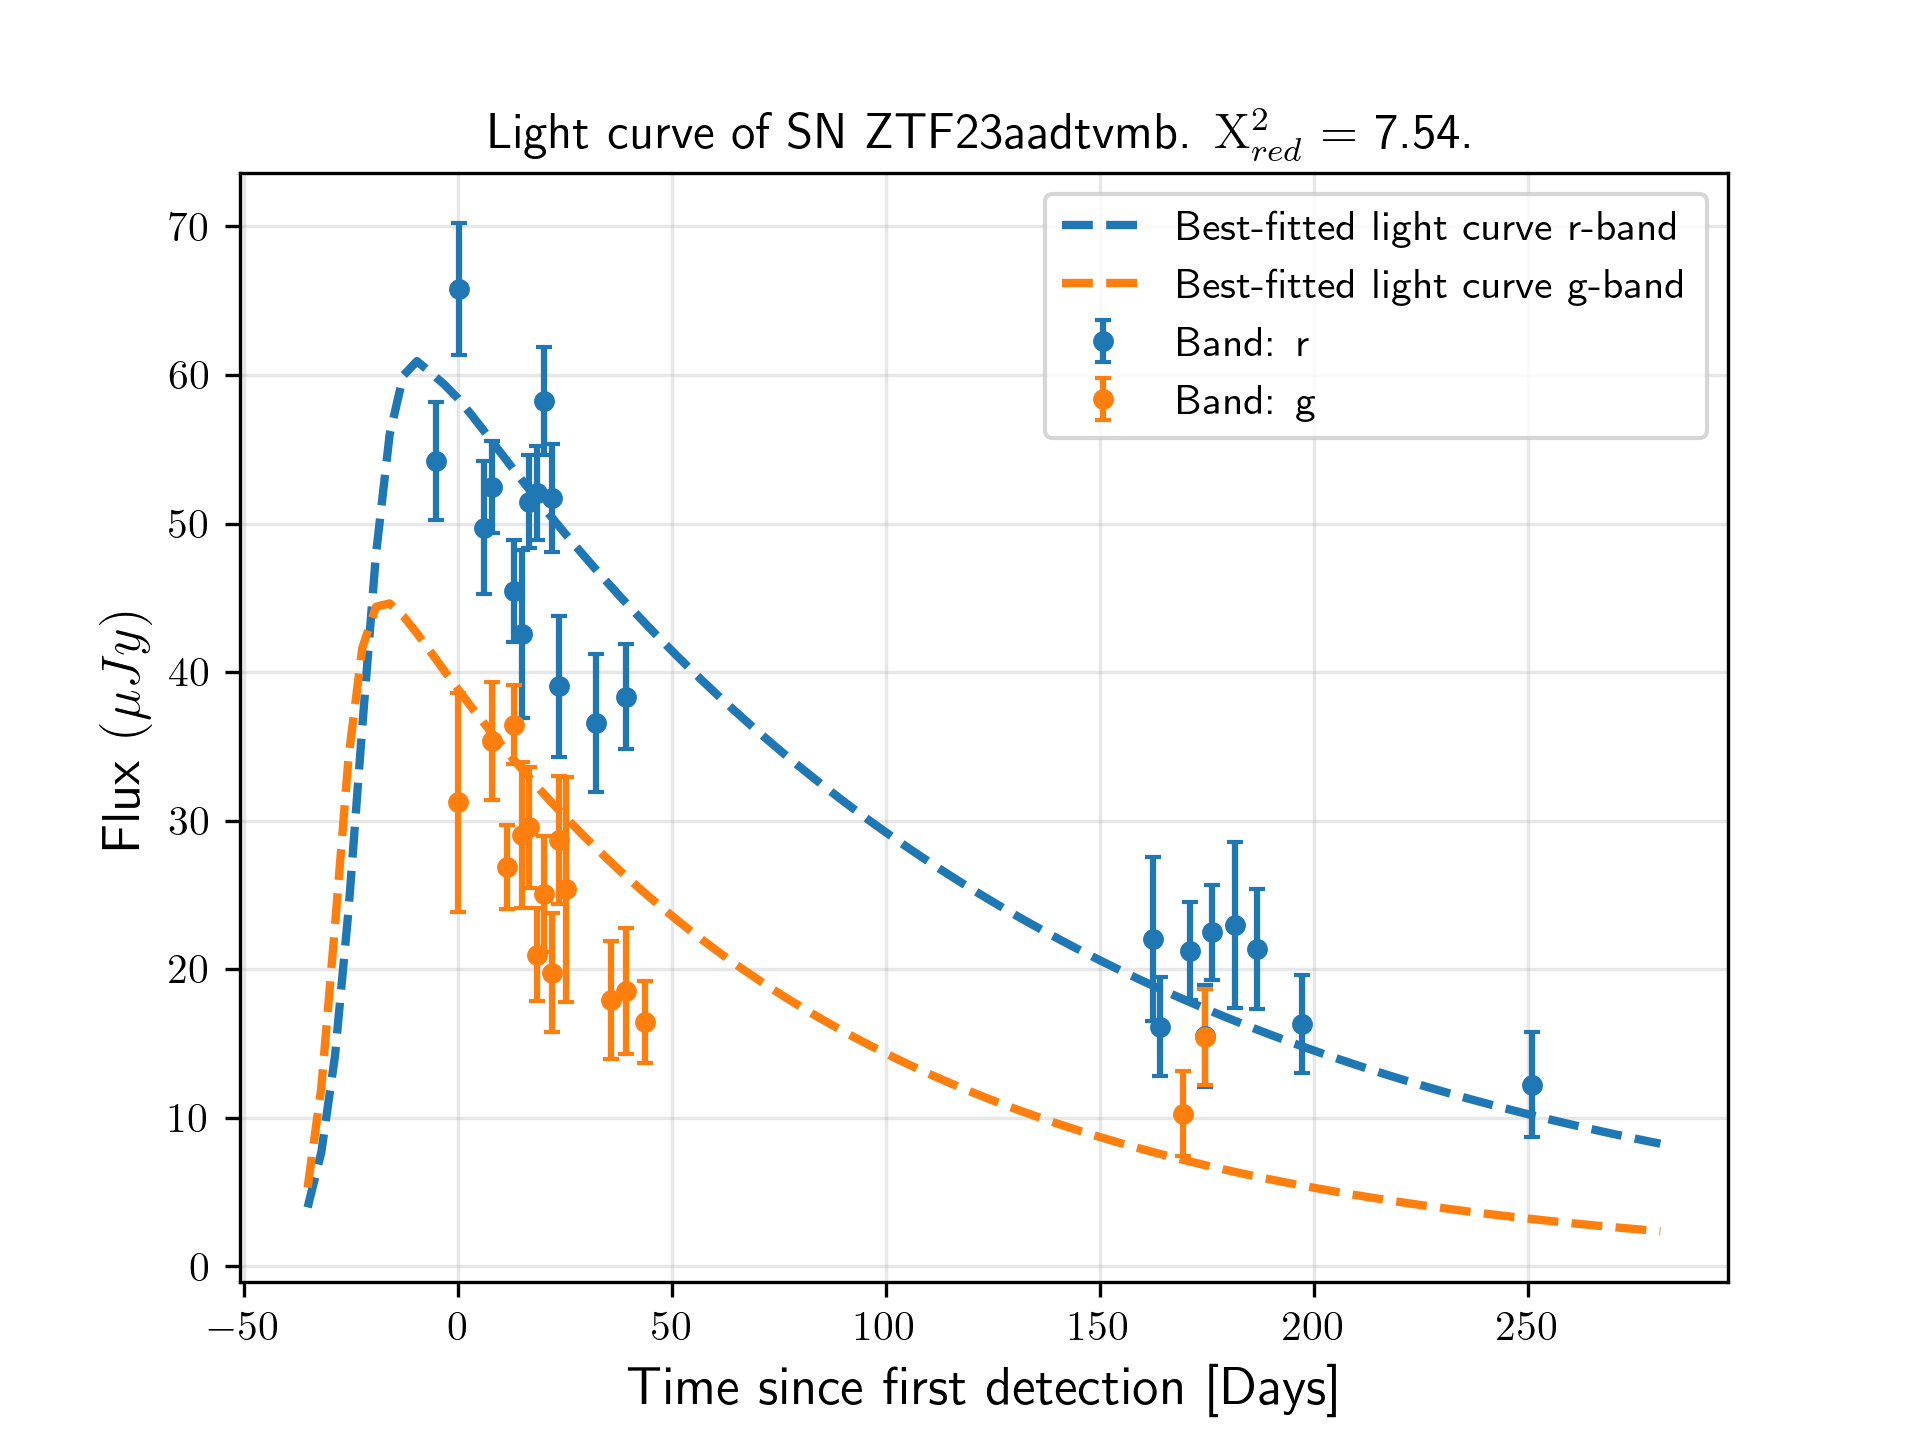 Light curve of SN ZTF23aadtvmb. X²_red = 7.54.
Best-fitted light curve r-band
Best-fitted light curve g-band
Band: r
Band: g
Flux (μJy)
70
60
50
40
30
20
10
0
−50 0 50 100 150 200 250
Time since first detection [Days]